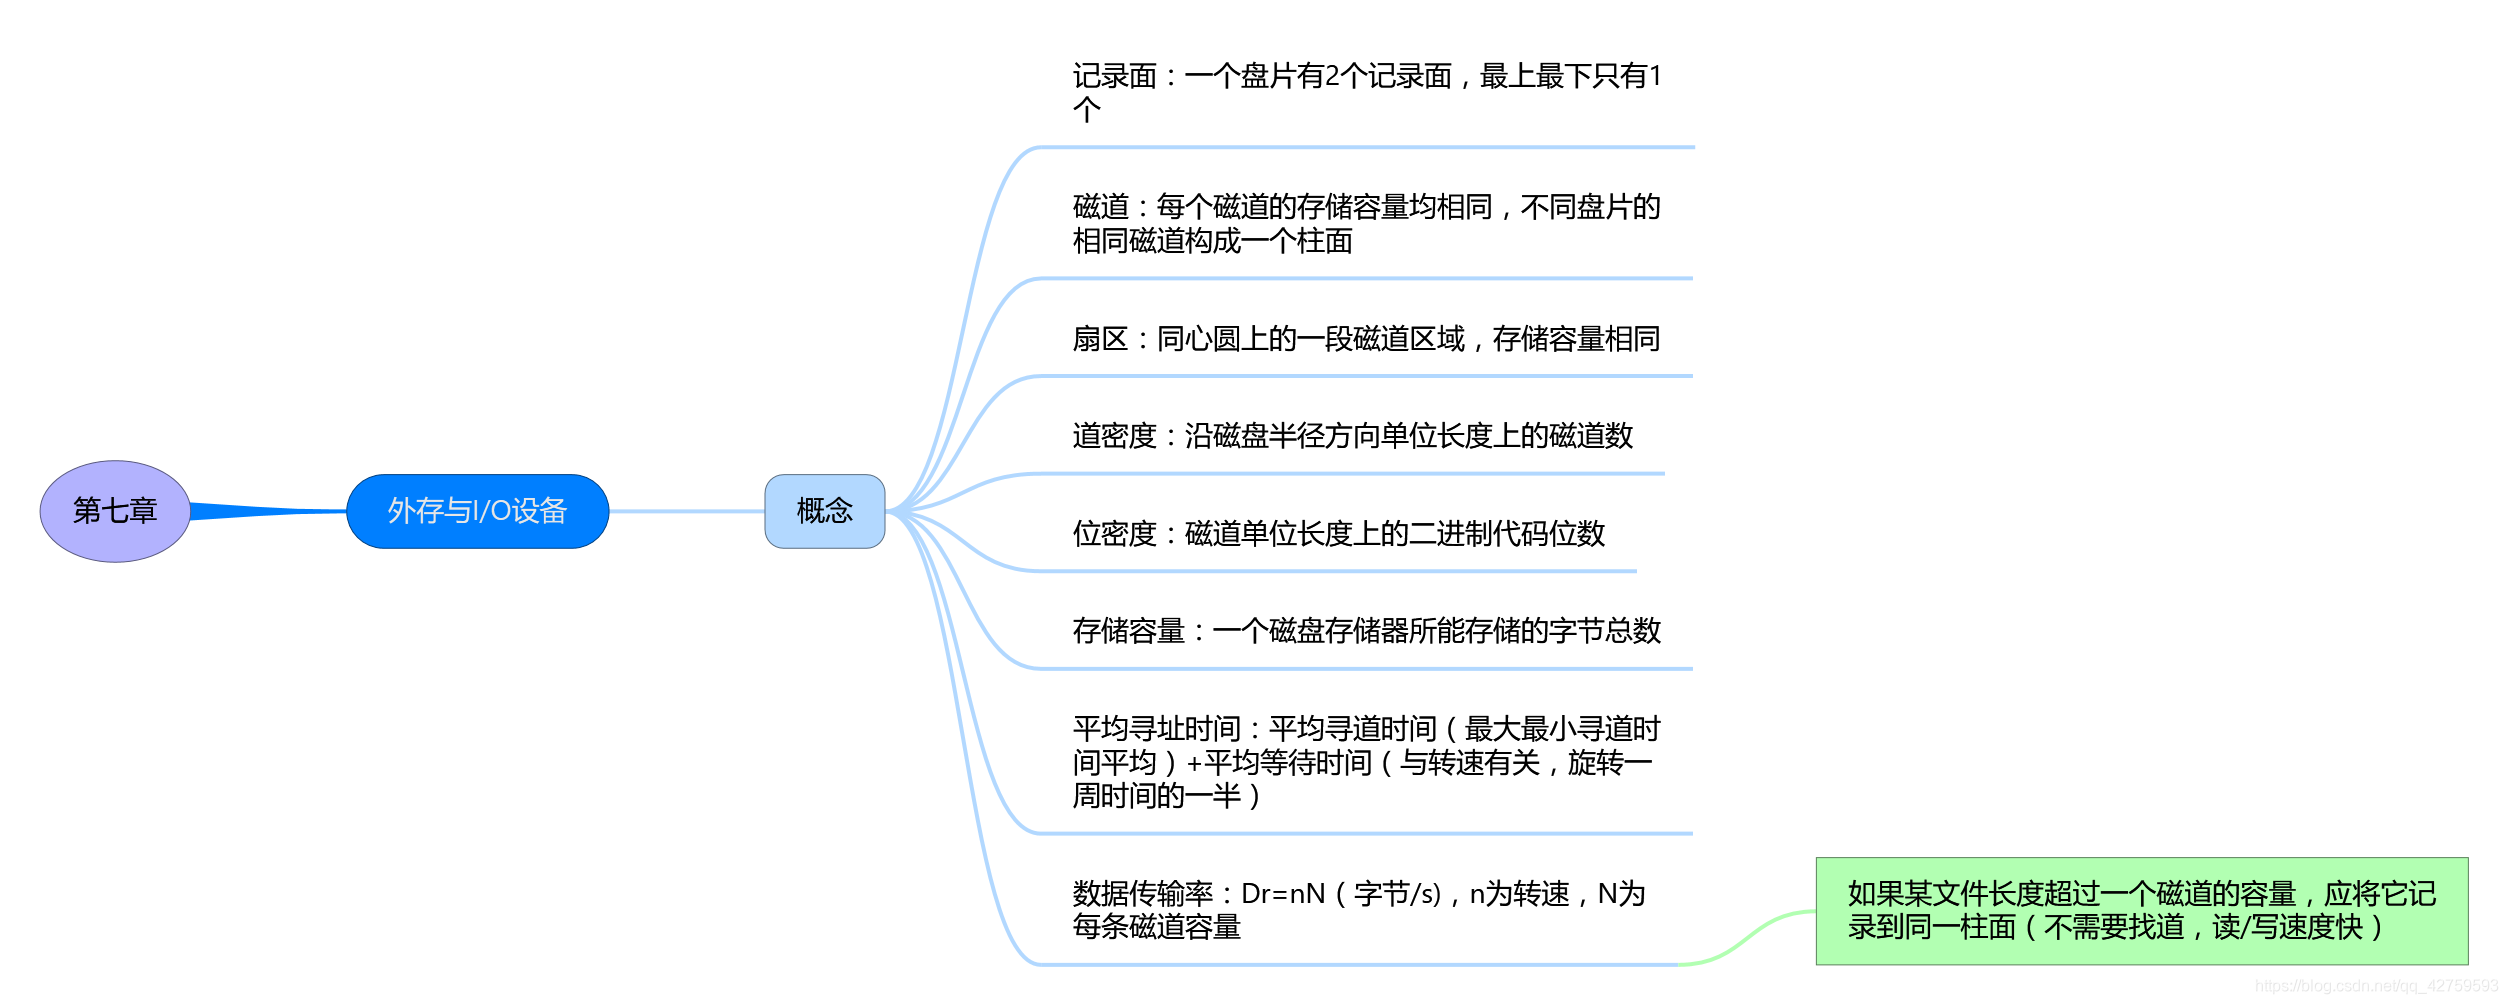 第七章
外存与I/O设备
概念
记录面：一个盘片有2个记录面，最上最下只有1
个
磁道：每个磁道的存储容量均相同，不同盘片的
相同磁道构成一个柱面
扇区：同心圆上的一段磁道区域，存储容量相同
道密度：沿磁盘半径方向单位长度上的磁道数
位密度：磁道单位长度上的二进制代码位数
存储容量：一个磁盘存储器所能存储的字节总数
平均寻址时间：平均寻道时间（最大最小寻道时
间平均）+平均等待时间（与转速有关，旋转一
周时间的一半）
数据传输率：Dr=nN（字节/s)，n为转速，N为
每条磁道容量
如果某文件长度超过一个磁道的容量，应将它记
录到同一柱面（不需要找道，读/写速度快）
https://blog.csdn.net/qq_42759593